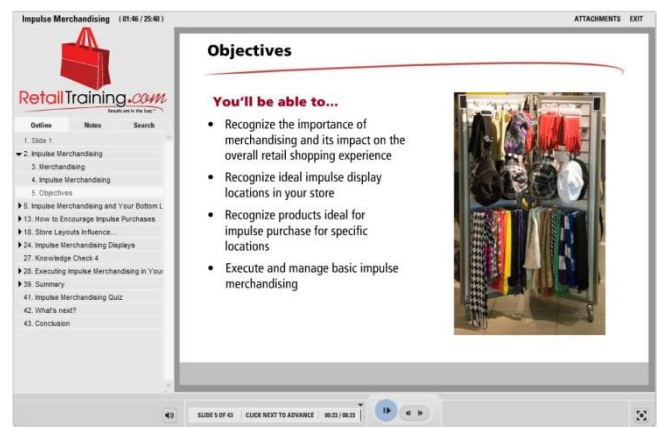 Impulse Merchandising ( 01:46 / 25:40 )
ATTACHMENTS EXIT
RetailTraining.com
Results are in the bag.™
Outline Notes Search
1. Slide 1
2. Impulse Merchandising
3. Merchandising
4. Impulse Merchandising
5. Objectives
6. Impulse Merchandising and Your Bottom L
13. How to Encourage Impulse Purchases
18. Store Layouts Influence...
24. Impulse Merchandising Displays
27. Knowledge Check 4
28. Executing Impulse Merchandising in Your
39. Summary
41. Impulse Merchandising Quiz
42. What's next?
43. Conclusion
Objectives
You'll be able to...
• Recognize the importance of
merchandising and its impact on the
overall retail shopping experience
• Recognize ideal impulse display
locations in your store
• Recognize products ideal for
impulse purchase for specific
locations
• Execute and manage basic impulse
merchandising
SLIDE 5 OF 43 CLICK NEXT TO ADVANCE 00:23 / 00:23